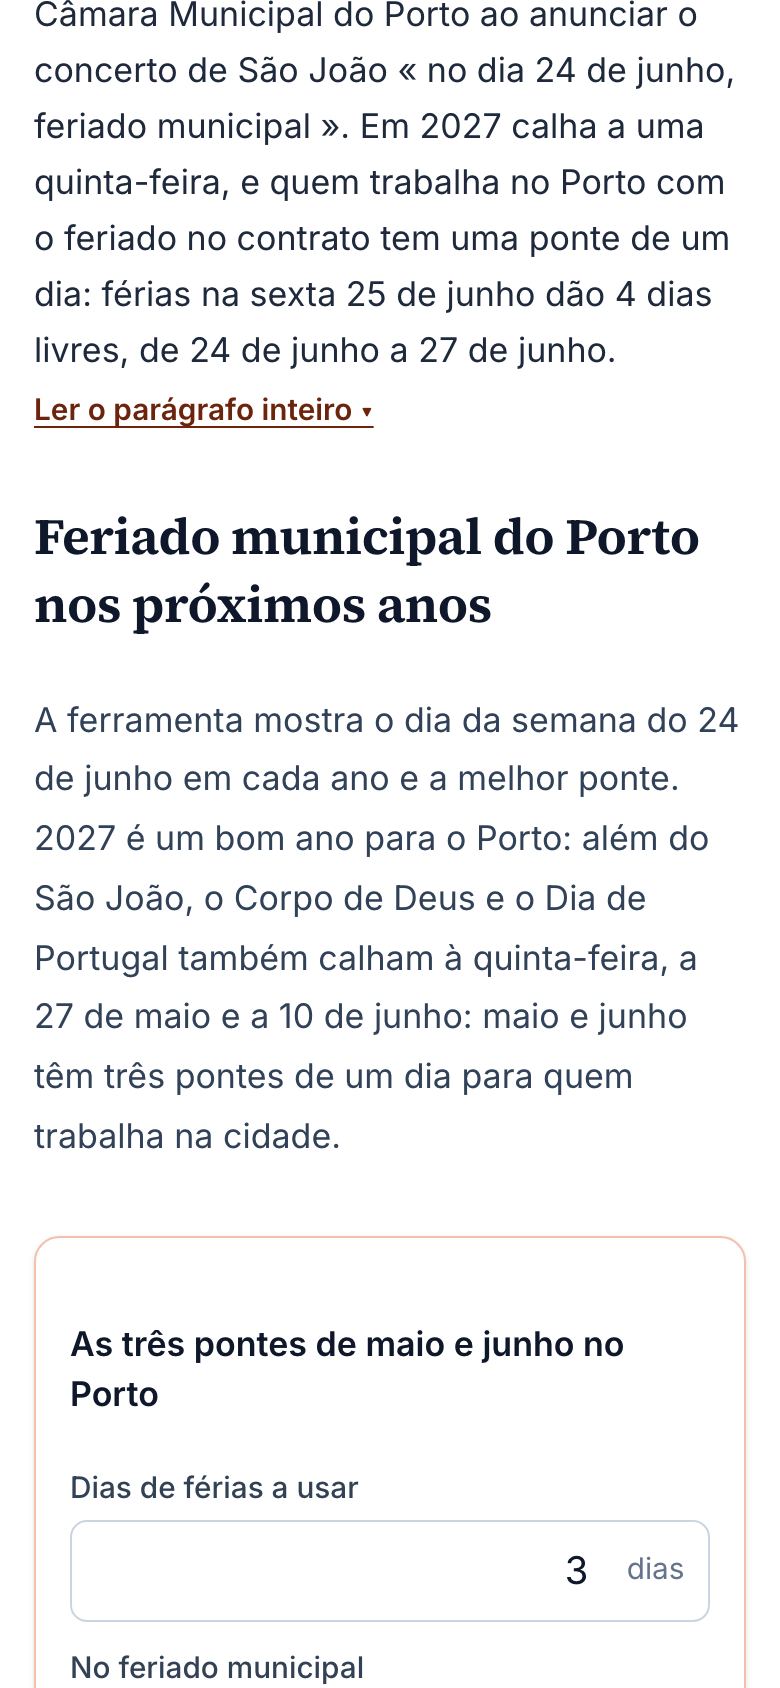 Câmara Municipal do Porto ao anunciar o
concerto de São João « no dia 24 de junho,
feriado municipal ». Em 2027 calha a uma
quinta-feira, e quem trabalha no Porto com
o feriado no contrato tem uma ponte de um
dia: férias na sexta 25 de junho dão 4 dias
livres, de 24 de junho a 27 de junho.
Ler o parágrafo inteiro ▾
Feriado municipal do Porto
nos próximos anos
A ferramenta mostra o dia da semana do 24
de junho em cada ano e a melhor ponte.
2027 é um bom ano para o Porto: além do
São João, o Corpo de Deus e o Dia de
Portugal também calham à quinta-feira, a
27 de maio e a 10 de junho: maio e junho
têm três pontes de um dia para quem
trabalha na cidade.
As três pontes de maio e junho no
Porto
Dias de férias a usar
3 dias
No feriado municipal